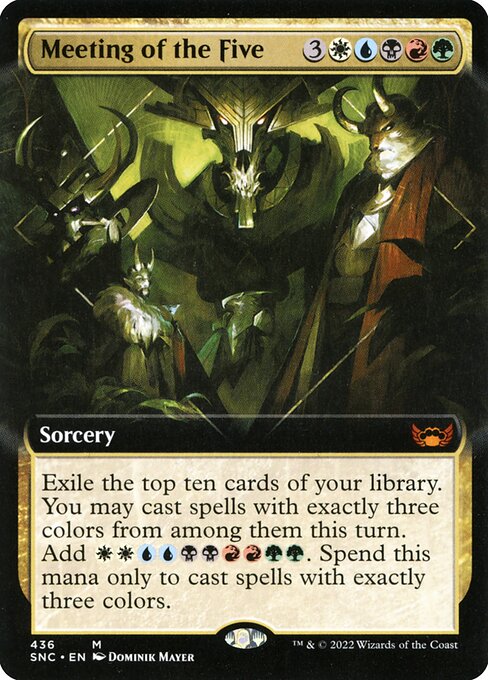 Meeting of the Five 3
Sorcery
Exile the top ten cards of your library.
You may cast spells with exactly three
colors from among them this turn.
Add . Spend this
mana only to cast spells with exactly
three colors.
436 M ™ & © 2022 Wizards of the Coast
SNC • EN Dominik Mayer